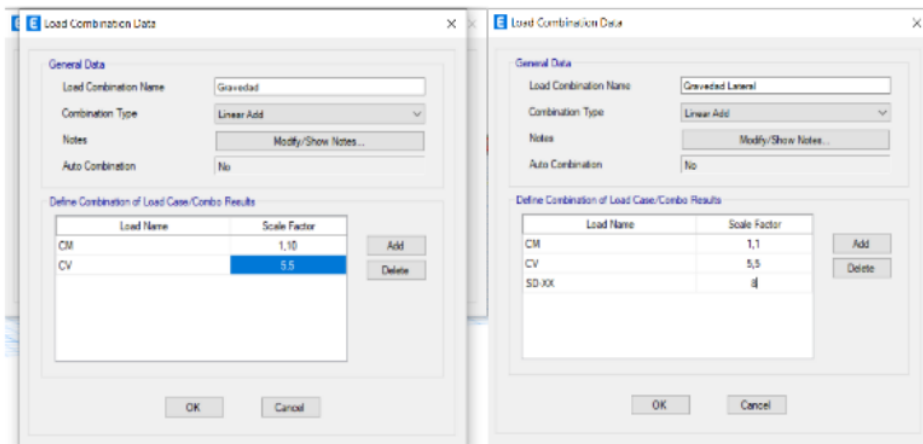 Load Combination Data
General Data
Load Combination Name Gravedad
Combination Type Linear Add
Notes Modify/Show Notes...
Auto Combination No
Define Combination of Load Case/Combo Results
Load Name Scale Factor
CM 1,10 Add
CV 5,5 Delete
OK Cancel
Load Combination Data
General Data
Load Combination Name Gravedad Lateral
Combination Type Linear Add
Notes Modify/Show Notes...
Auto Combination No
Define Combination of Load Case/Combo Results
Load Name Scale Factor
CM 1,1 Add
CV 5,5 Delete
SD-XX 8
OK Cancel